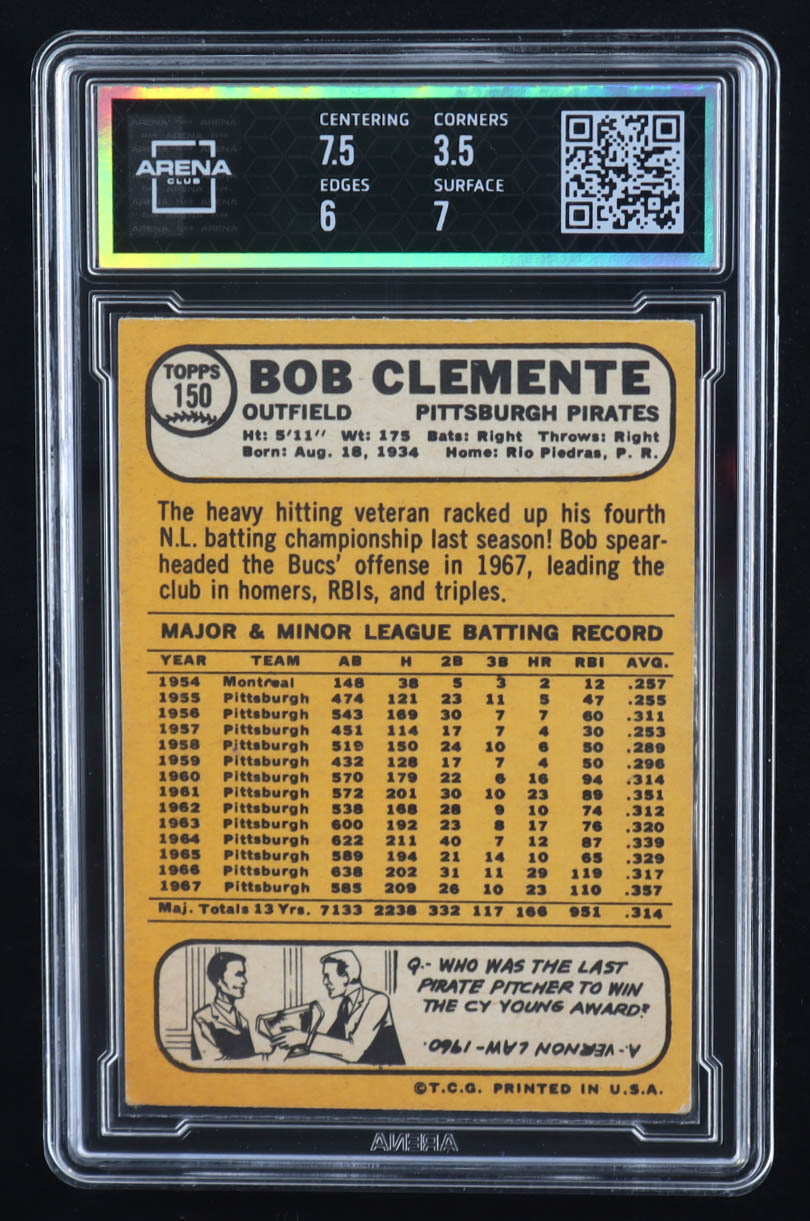 CENTERING CORNERS
7.5 3.5
EDGES SURFACE
6 7
ARENA
CLUB
TOPPS
150
BOB CLEMENTE
OUTFIELD PITTSBURGH PIRATES
Ht: 5'11" Wt: 175 Bats: Right Throws: Right
Born: Aug. 18, 1934 Home: Rio Piedras, P. R.
The heavy hitting veteran racked up his fourth
N.L. batting championship last season! Bob spear-
headed the Bucs' offense in 1967, leading the
club in homers, RBIs, and triples.
MAJOR & MINOR LEAGUE BATTING RECORD
YEAR TEAM AB H 2B 3B HR RBI AVG.
1954 Montreal 148 38 5 3 2 12 .257
1955 Pittsburgh 474 121 23 11 5 47 .255
1956 Pittsburgh 543 169 30 7 7 60 .311
1957 Pittsburgh 451 114 17 7 4 30 .253
1958 Pittsburgh 519 150 24 10 6 50 .289
1959 Pittsburgh 432 128 17 7 4 50 .296
1960 Pittsburgh 570 179 22 6 16 94 .314
1961 Pittsburgh 572 201 30 10 23 89 .351
1962 Pittsburgh 538 168 28 9 10 74 .312
1963 Pittsburgh 600 192 23 8 17 76 .320
1964 Pittsburgh 622 211 40 7 12 87 .339
1965 Pittsburgh 589 194 21 14 10 65 .329
1966 Pittsburgh 638 202 31 11 29 119 .317
1967 Pittsburgh 585 209 26 10 23 110 .357
Maj. Totals 13 Yrs. 7133 2238 332 117 166 951 .314
Q.- WHO WAS THE LAST
PIRATE PITCHER TO WIN
THE CY YOUNG AWARD?
A.- VERNON LAW-1960.
©T.C.G. PRINTED IN U.S.A.
ARENA